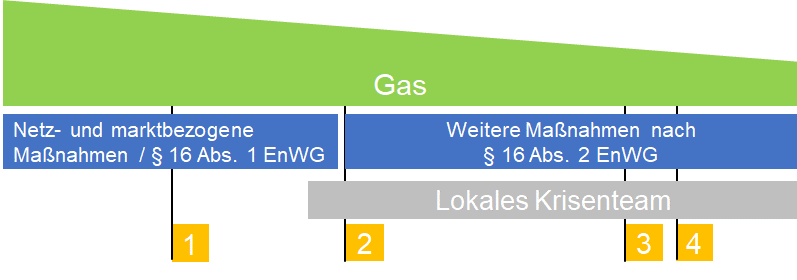 Gas
Netz- und marktbezogene
Maßnahmen / § 16 Abs. 1 EnWG
Weitere Maßnahmen nach
§ 16 Abs. 2 EnWG
Lokales Krisenteam
1
2
3
4